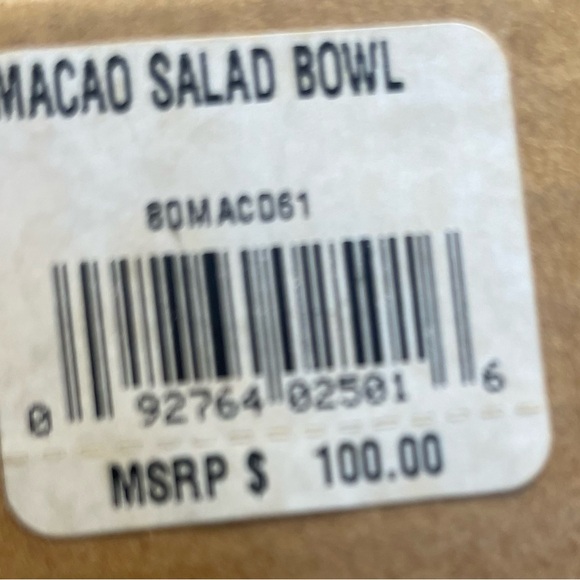 MACAO SALAD BOWL
80MAC061
0 92764 02501 6
MSRP $ 100.00